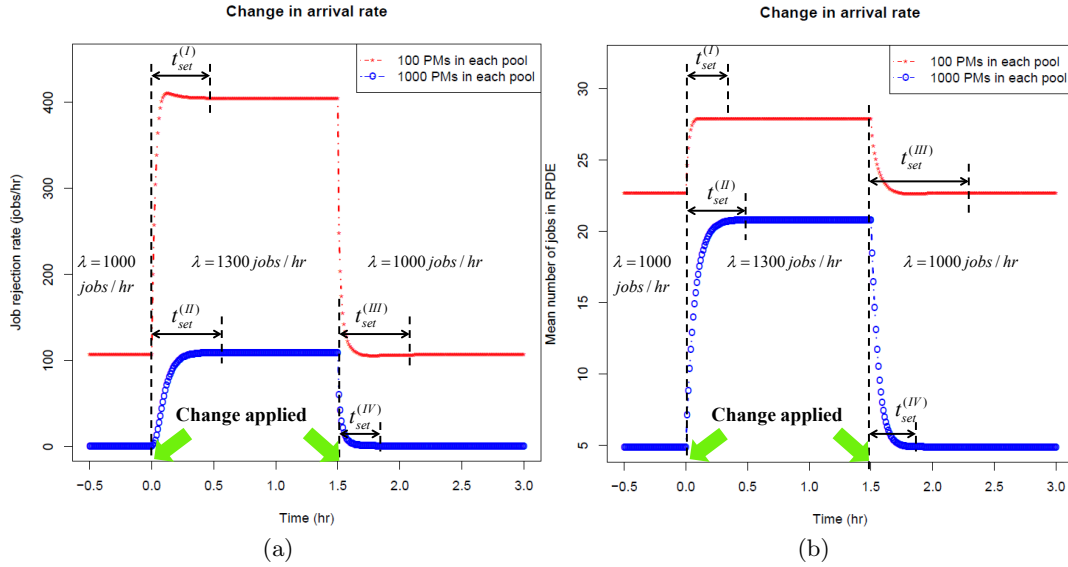 Change in arrival rate
t_set^(I)
100 PMs in each pool
1000 PMs in each pool
Job rejection rate (jobs/hr)
400
300
200
100
0
λ = 1000
jobs / hr
λ = 1300 jobs / hr
λ = 1000 jobs / hr
t_set^(II)
t_set^(III)
t_set^(IV)
Change applied
−0.5
0.0
0.5
1.0
1.5
2.0
2.5
3.0
Time (hr)
(a)
Change in arrival rate
t_set^(I)
100 PMs in each pool
1000 PMs in each pool
Mean number of jobs in RPDE
30
25
20
15
10
5
t_set^(II)
t_set^(III)
λ = 1000
jobs / hr
λ = 1300 jobs / hr
λ = 1000 jobs / hr
t_set^(IV)
Change applied
−0.5
0.0
0.5
1.0
1.5
2.0
2.5
3.0
Time (hr)
(b)